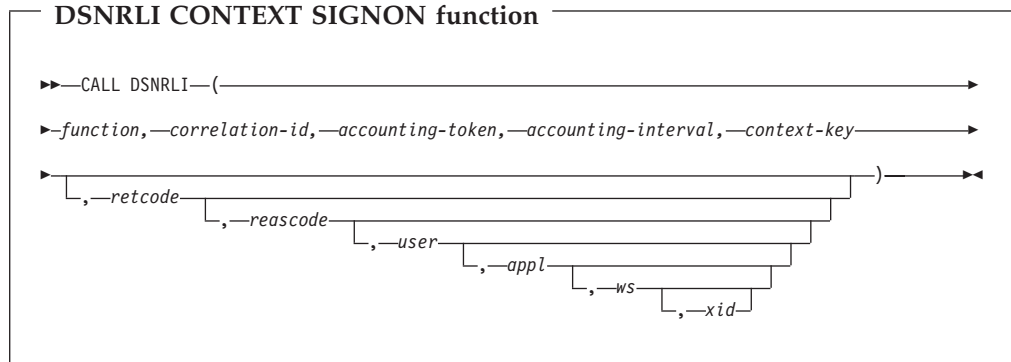 DSNRLI CONTEXT SIGNON function
CALL DSNRLI (
function, correlation-id, accounting-token, accounting-interval, context-key
)
, retcode
, reascode
, user
, appl
, ws
, xid